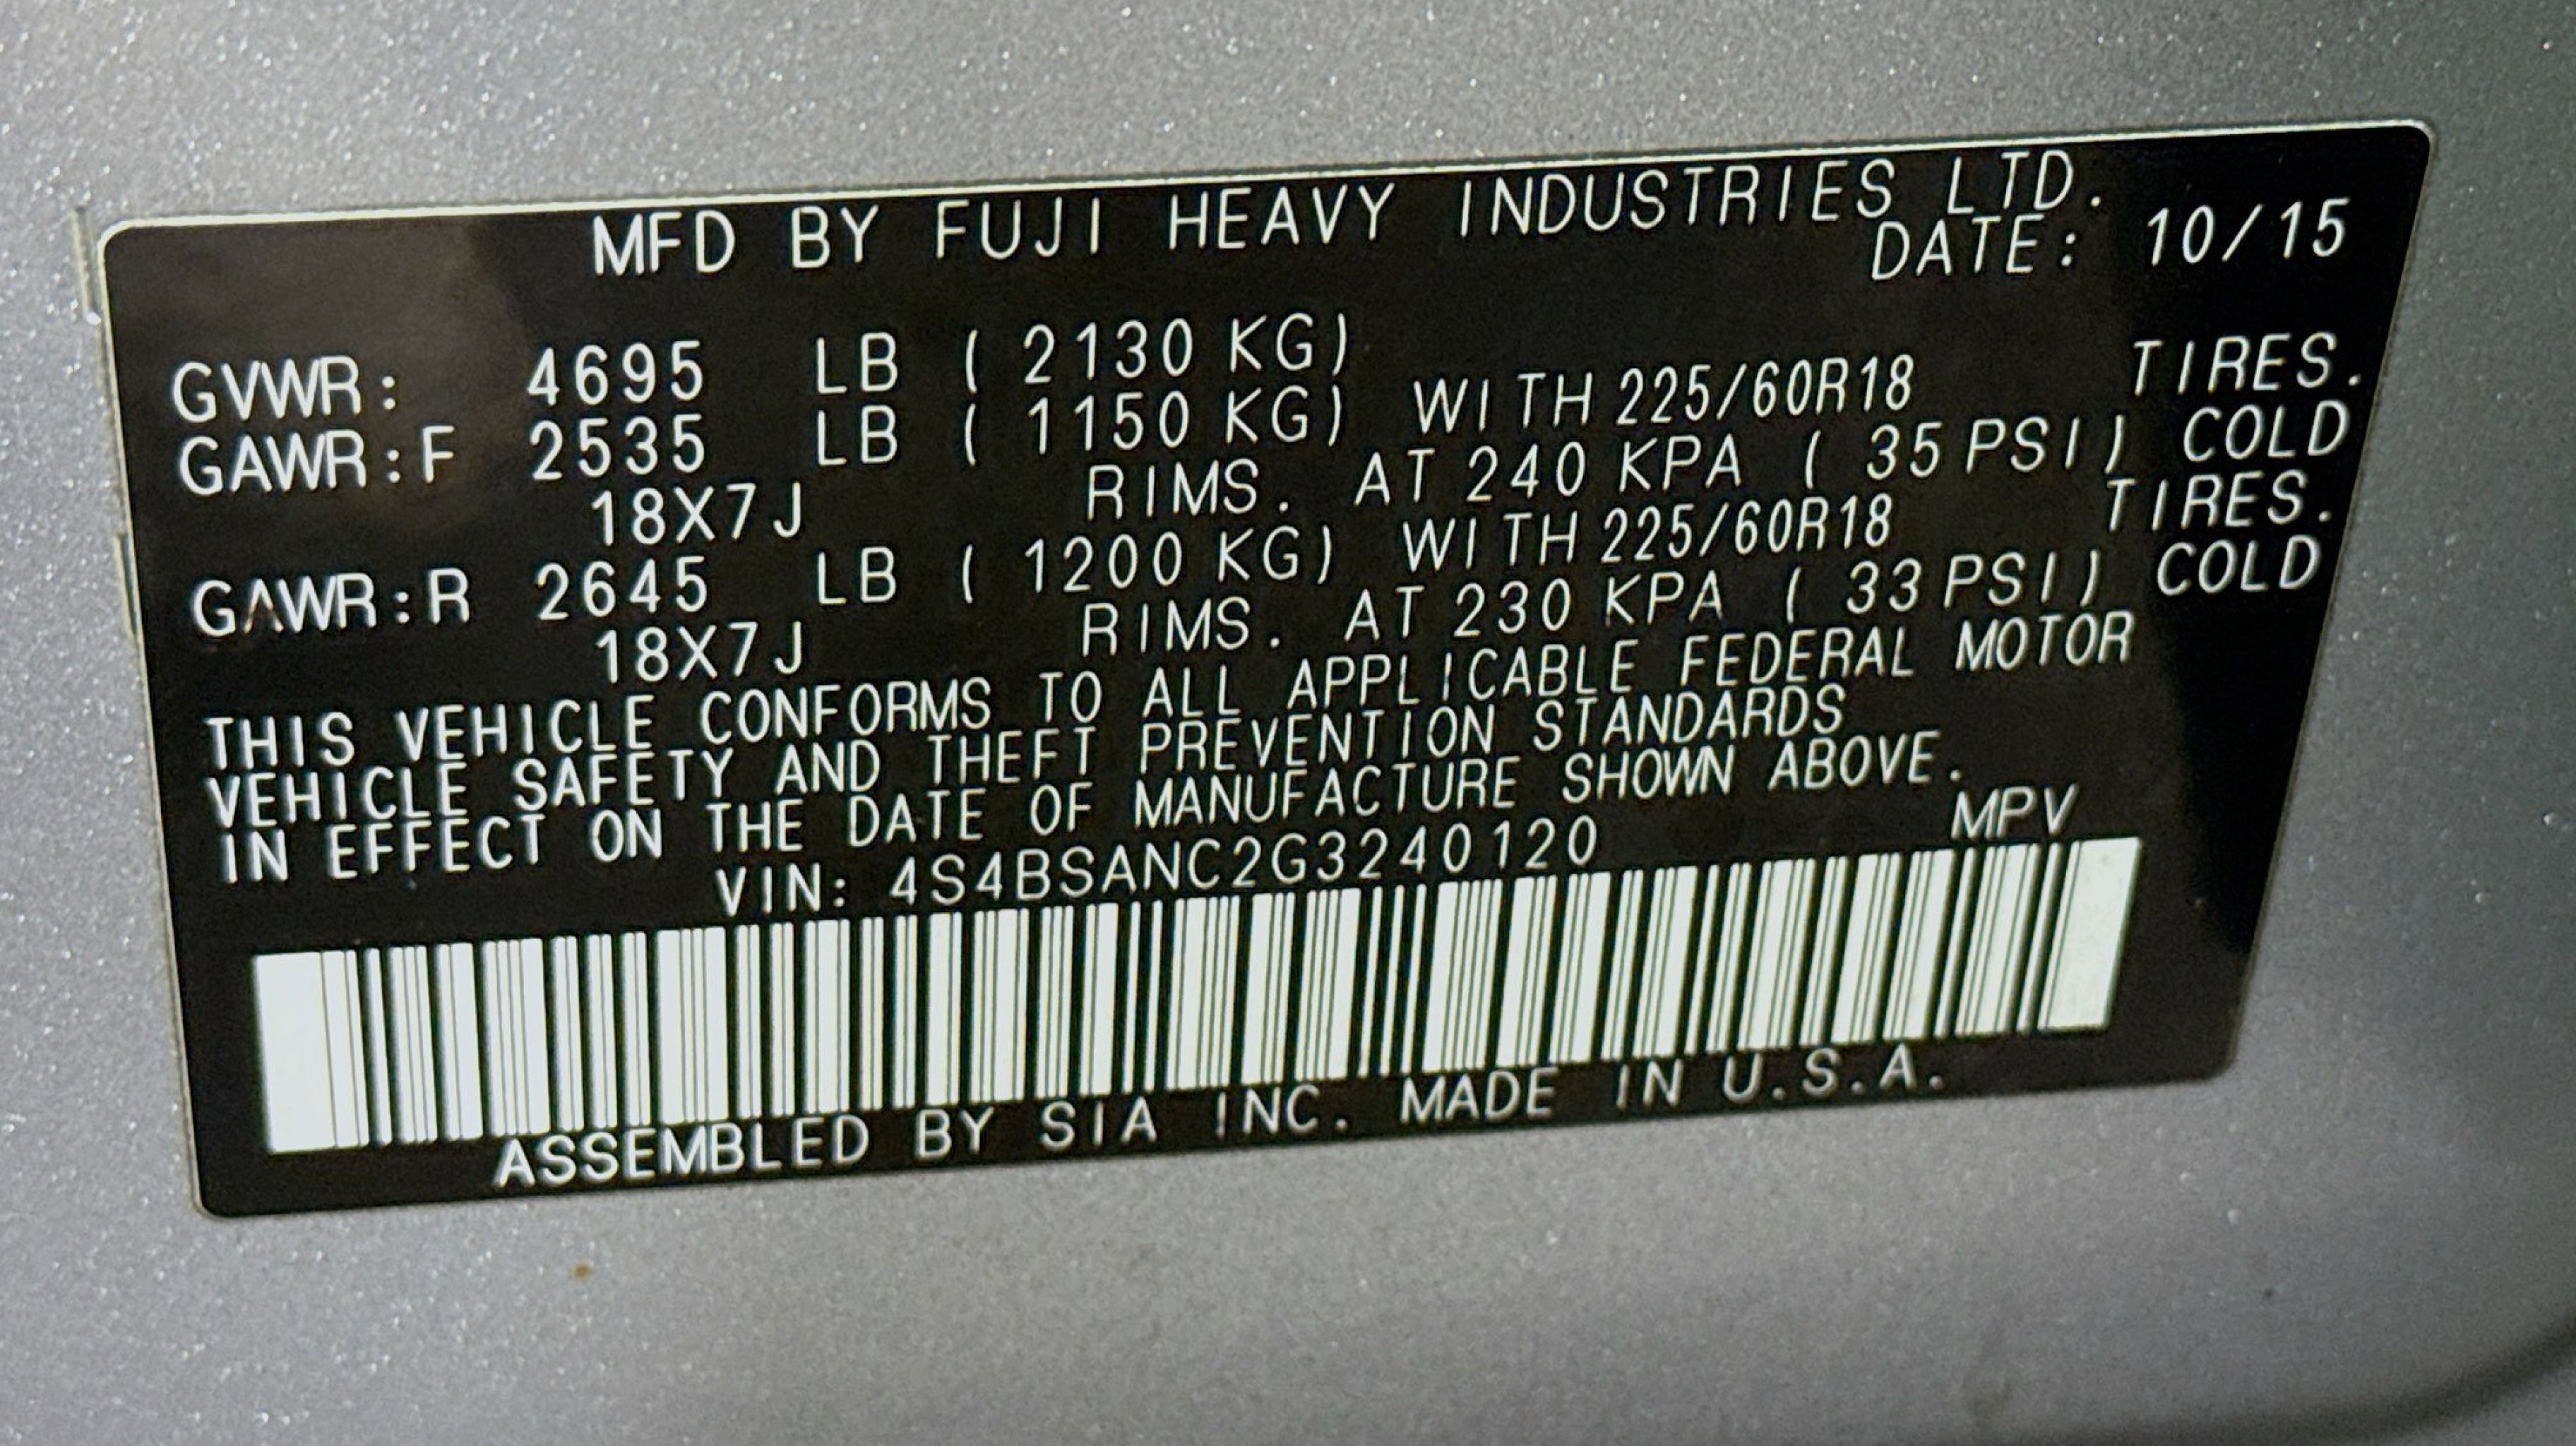 MFD BY FUJI HEAVY INDUSTRIES LTD.
DATE: 10/15
GVWR: 4695 LB ( 2130 KG)
GAWR:F 2535 LB ( 1150 KG) WITH 225/60R18 TIRES.
18X7J RIMS. AT 240 KPA ( 35 PSI) COLD
GAWR:R 2645 LB ( 1200 KG) WITH 225/60R18 TIRES.
18X7J RIMS. AT 230 KPA ( 33 PSI) COLD
THIS VEHICLE CONFORMS TO ALL APPLICABLE FEDERAL MOTOR
VEHICLE SAFETY AND THEFT PREVENTION STANDARDS
IN EFFECT ON THE DATE OF MANUFACTURE SHOWN ABOVE.
VIN: 4S4BSANC2G3240120 MPV
ASSEMBLED BY SIA INC. MADE IN U.S.A.